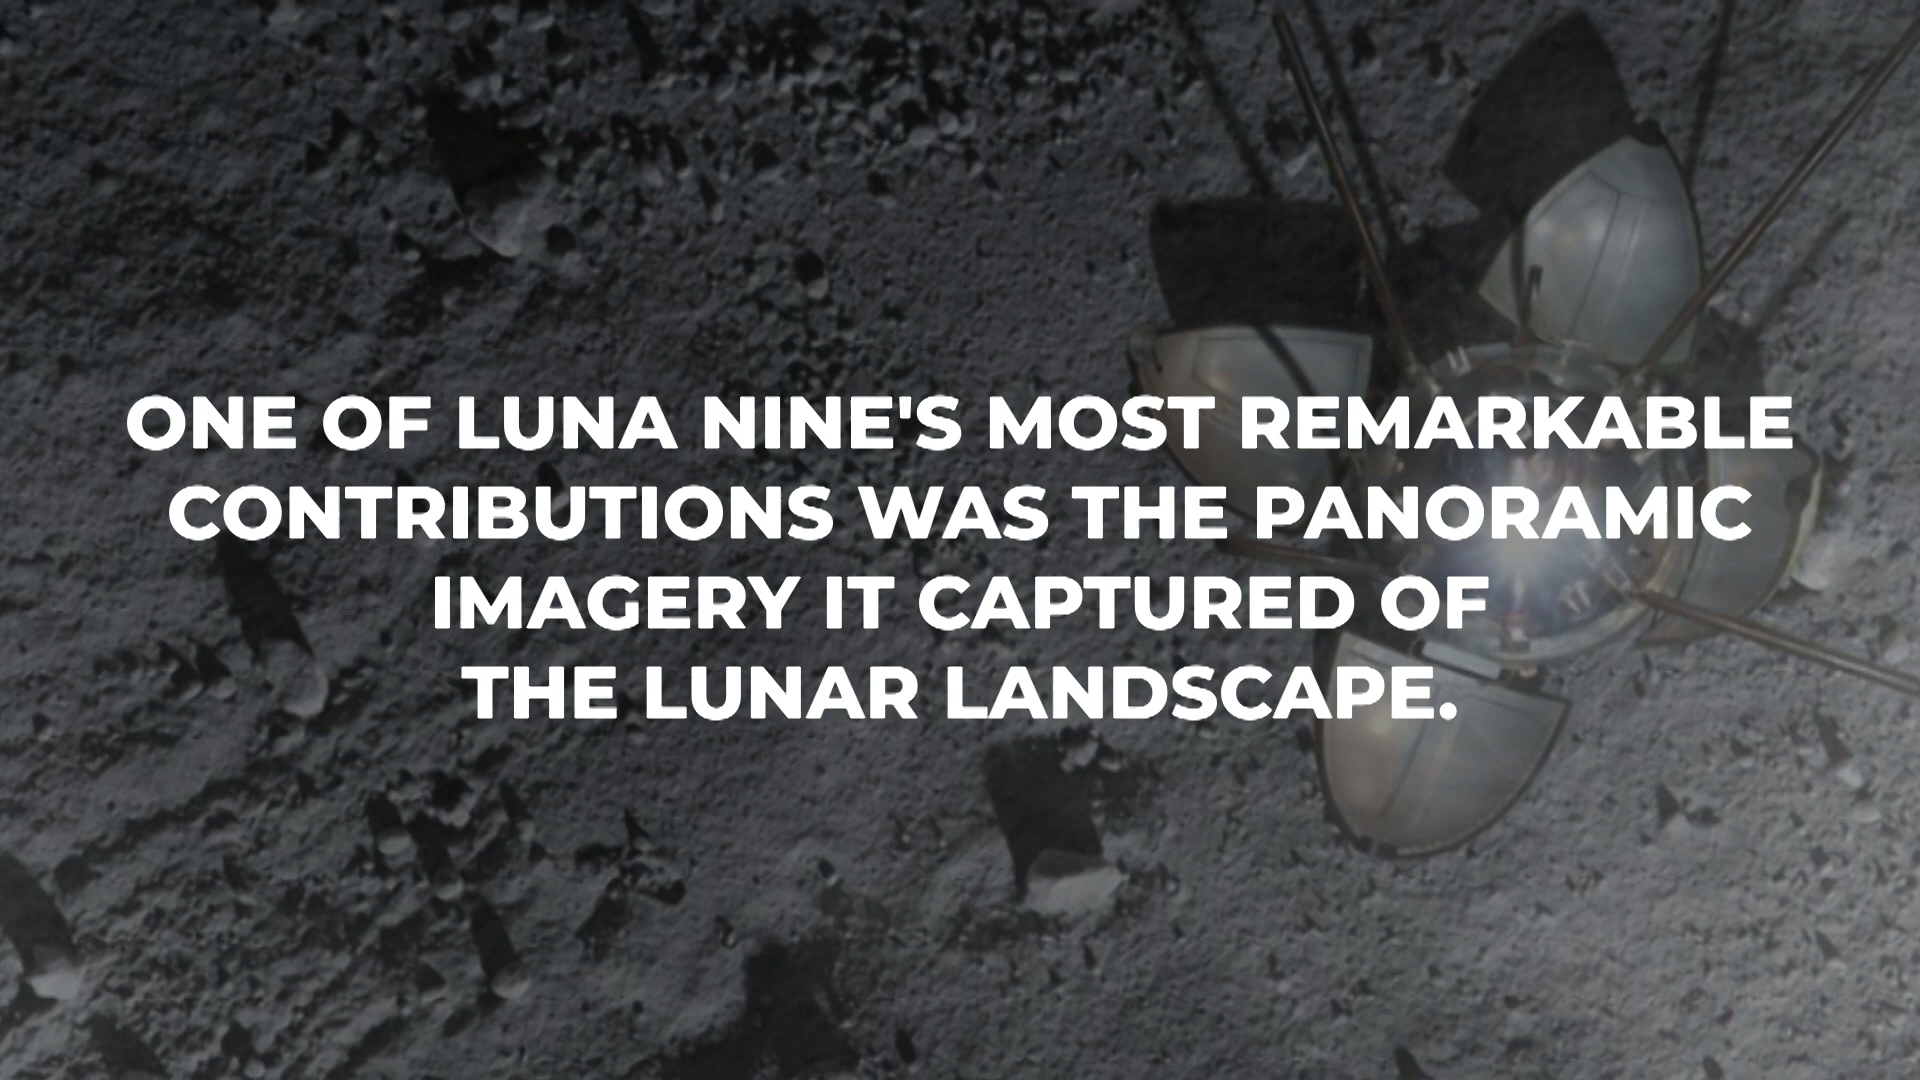 ONE OF LUNA NINE'S MOST REMARKABLE
CONTRIBUTIONS WAS THE PANORAMIC
IMAGERY IT CAPTURED OF
THE LUNAR LANDSCAPE.